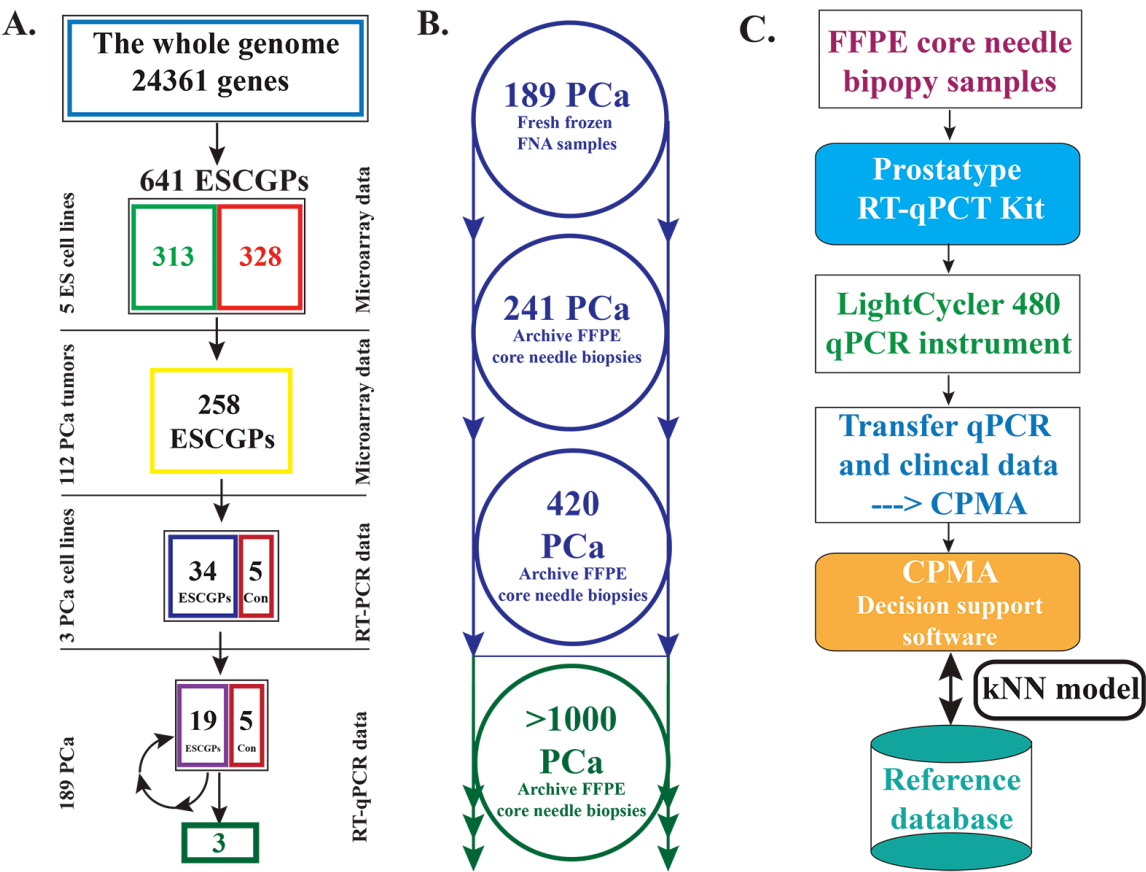 A.
The whole genome
24361 genes
641 ESCGPs
5 ES cell lines
313
328
Microarray data
112 PCa tumors
258
ESCGPs
Microarray data
3 PCa cell lines
34
ESCGPs
5
Con
RT-PCR data
189 PCa
19
ESCGPs
5
Con
RT-qPCR data
3
B.
189 PCa
Fresh frozen
FNA samples
241 PCa
Archive FFPE
core needle biopsies
420
PCa
Archive FFPE
core needle biopsies
>1000
PCa
Archive FFPE
core needle biopsies
C.
FFPE core needle
bipopy samples
Prostatype
RT-qPCT Kit
LightCycler 480
qPCR instrument
Transfer qPCR
and clincal data
---> CPMA
CPMA
Decision support
software
kNN model
Reference
database